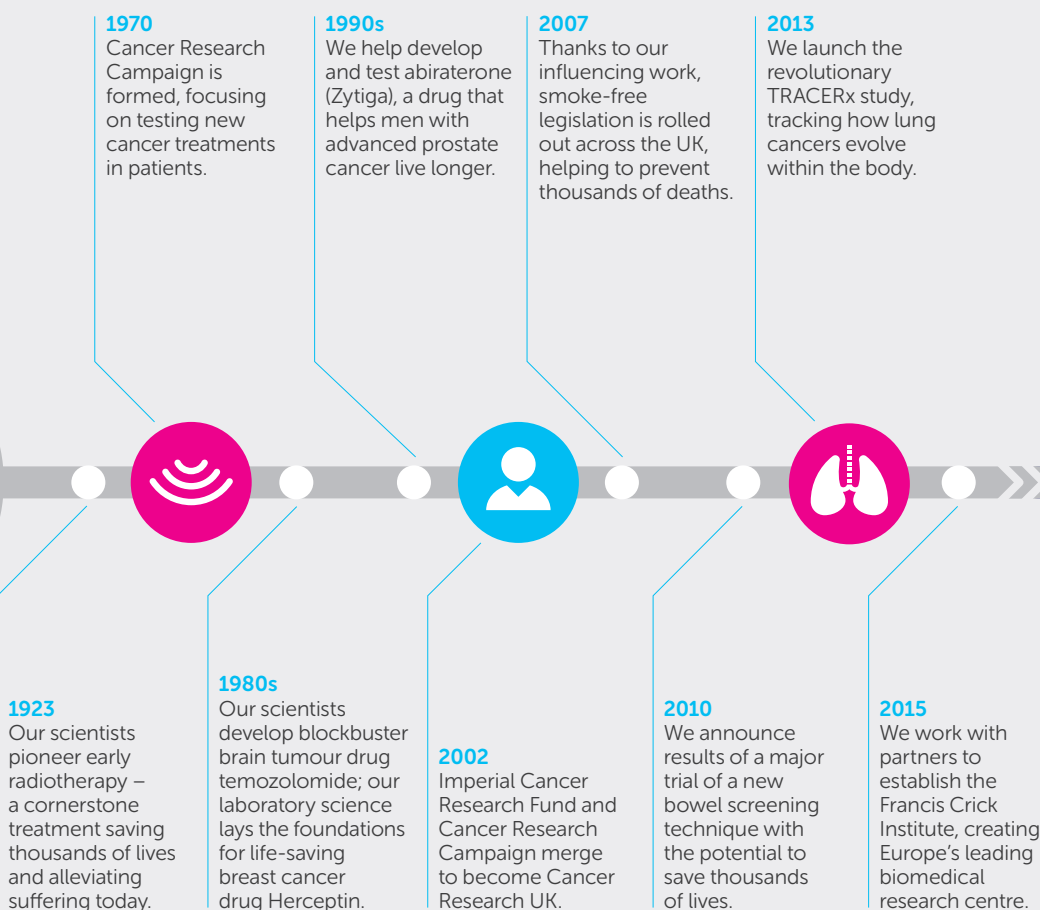 1970
Cancer Research
Campaign is
formed, focusing
on testing new
cancer treatments
in patients.
1990s
We help develop
and test abiraterone
(Zytiga), a drug that
helps men with
advanced prostate
cancer live longer.
2007
Thanks to our
influencing work,
smoke-free
legislation is rolled
out across the UK,
helping to prevent
thousands of deaths.
2013
We launch the
revolutionary
TRACERx study,
tracking how lung
cancers evolve
within the body.
1923
Our scientists
pioneer early
radiotherapy –
a cornerstone
treatment saving
thousands of lives
and alleviating
suffering today.
1980s
Our scientists
develop blockbuster
brain tumour drug
temozolomide; our
laboratory science
lays the foundations
for life-saving
breast cancer
drug Herceptin.
2002
Imperial Cancer
Research Fund and
Cancer Research
Campaign merge
to become Cancer
Research UK.
2010
We announce
results of a major
trial of a new
bowel screening
technique with
the potential to
save thousands
of lives.
2015
We work with
partners to
establish the
Francis Crick
Institute, creating
Europe's leading
biomedical
research centre.